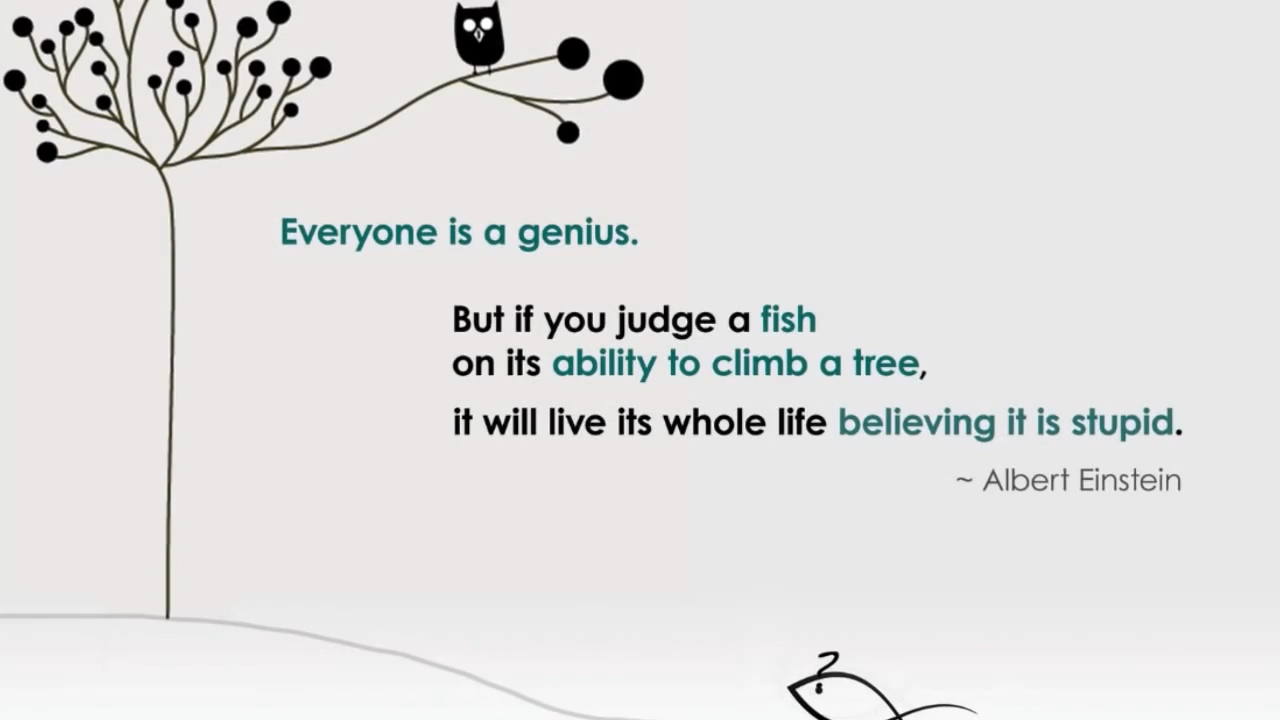 Everyone is a genius.
But if you judge a fish
on its ability to climb a tree,
it will live its whole life believing it is stupid.
~ Albert Einstein